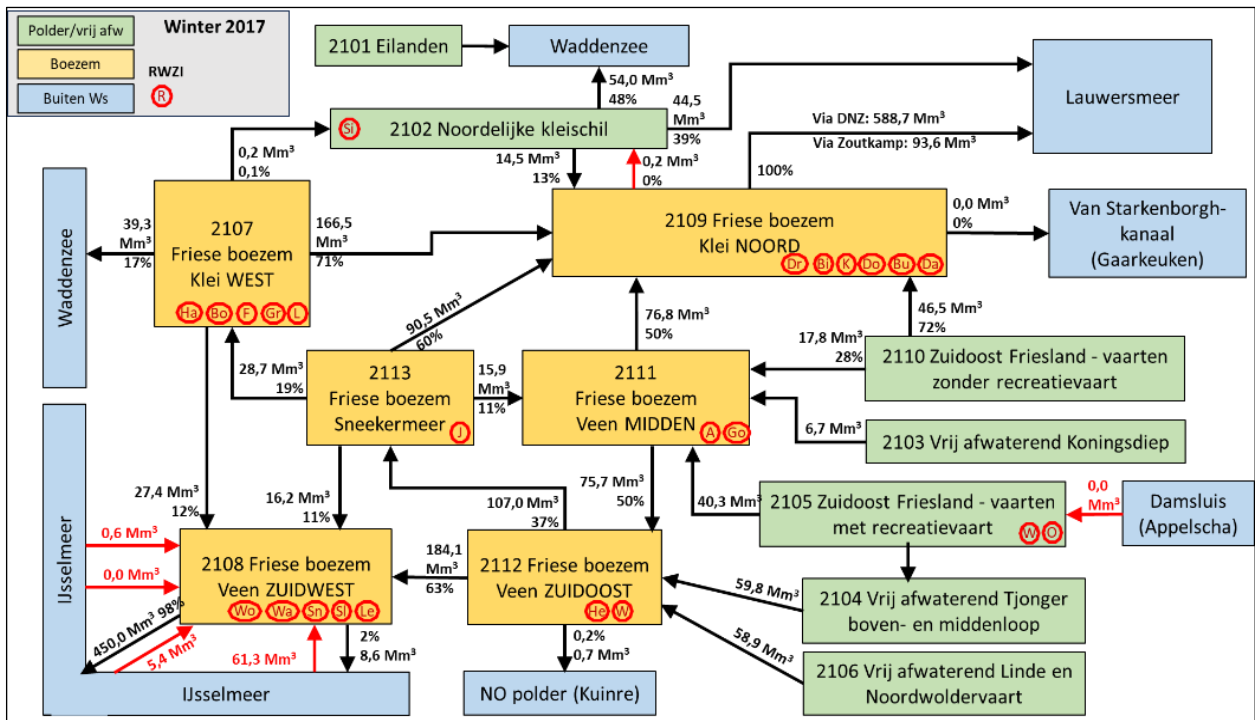 Polder/vrij afw
Winter 2017
Boezem
RWZI
Buiten Ws
R
2101 Eilanden
Waddenzee
Lauwersmeer
54,0 Mm³
48%
44,5
Mm³
39%
Si
2102 Noordelijke kleischil
Via DNZ: 588,7 Mm³
Via Zoutkamp: 93,6 Mm³
0,2 Mm³
0,1%
14,5 Mm³
13%
0,2 Mm³
0%
100%
Waddenzee
39,3
Mm³
17%
2107
Friese boezem
Klei WEST
Ha Bo F Gr L
166,5
Mm³
71%
2109 Friese boezem
Klei NOORD
Dr Bi K Do Bu Da
0,0 Mm³
0%
Van Starkenborgh-
kanaal
(Gaarkeuken)
90,5 Mm³
60%
76,8 Mm³
50%
46,5 Mm³
72%
17,8 Mm³
28%
2110 Zuidoost Friesland - vaarten
zonder recreatievaart
28,7 Mm³
19%
2113
Friese boezem
Sneekermeer
J
15,9
Mm³
11%
2111
Friese boezem
Veen MIDDEN
A Go
6,7 Mm³
2103 Vrij afwaterend Koningsdiep
IJsselmeer
27,4 Mm³
12%
16,2 Mm³
11%
107,0 Mm³
37%
75,7 Mm³
50%
40,3 Mm³
2105 Zuidoost Friesland - vaarten
met recreatievaart
W O
0,0
Mm³
Damsluis
(Appelscha)
0,6 Mm³
0,0 Mm³
2108 Friese boezem
Veen ZUIDWEST
Wo Wa Sn Sl Le
184,1
Mm³
63%
2112 Friese boezem
Veen ZUIDOOST
He W
59,8 Mm³
2104 Vrij afwaterend Tjonger
boven- en middenloop
58,9 Mm³
2106 Vrij afwaterend Linde en
Noordwoldervaart
450,0 Mm³ 98%
5,4 Mm³
61,3 Mm³
2%
8,6 Mm³
0,2%
0,7 Mm³
IJsselmeer
NO polder (Kuinre)